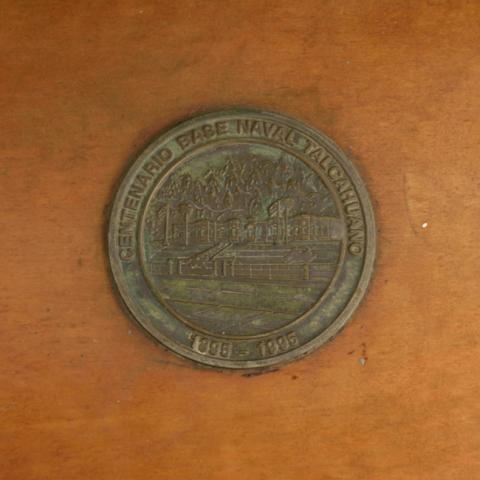 CENTENARIO BASE NAVAL TALCAHUANO
1895 - 1995